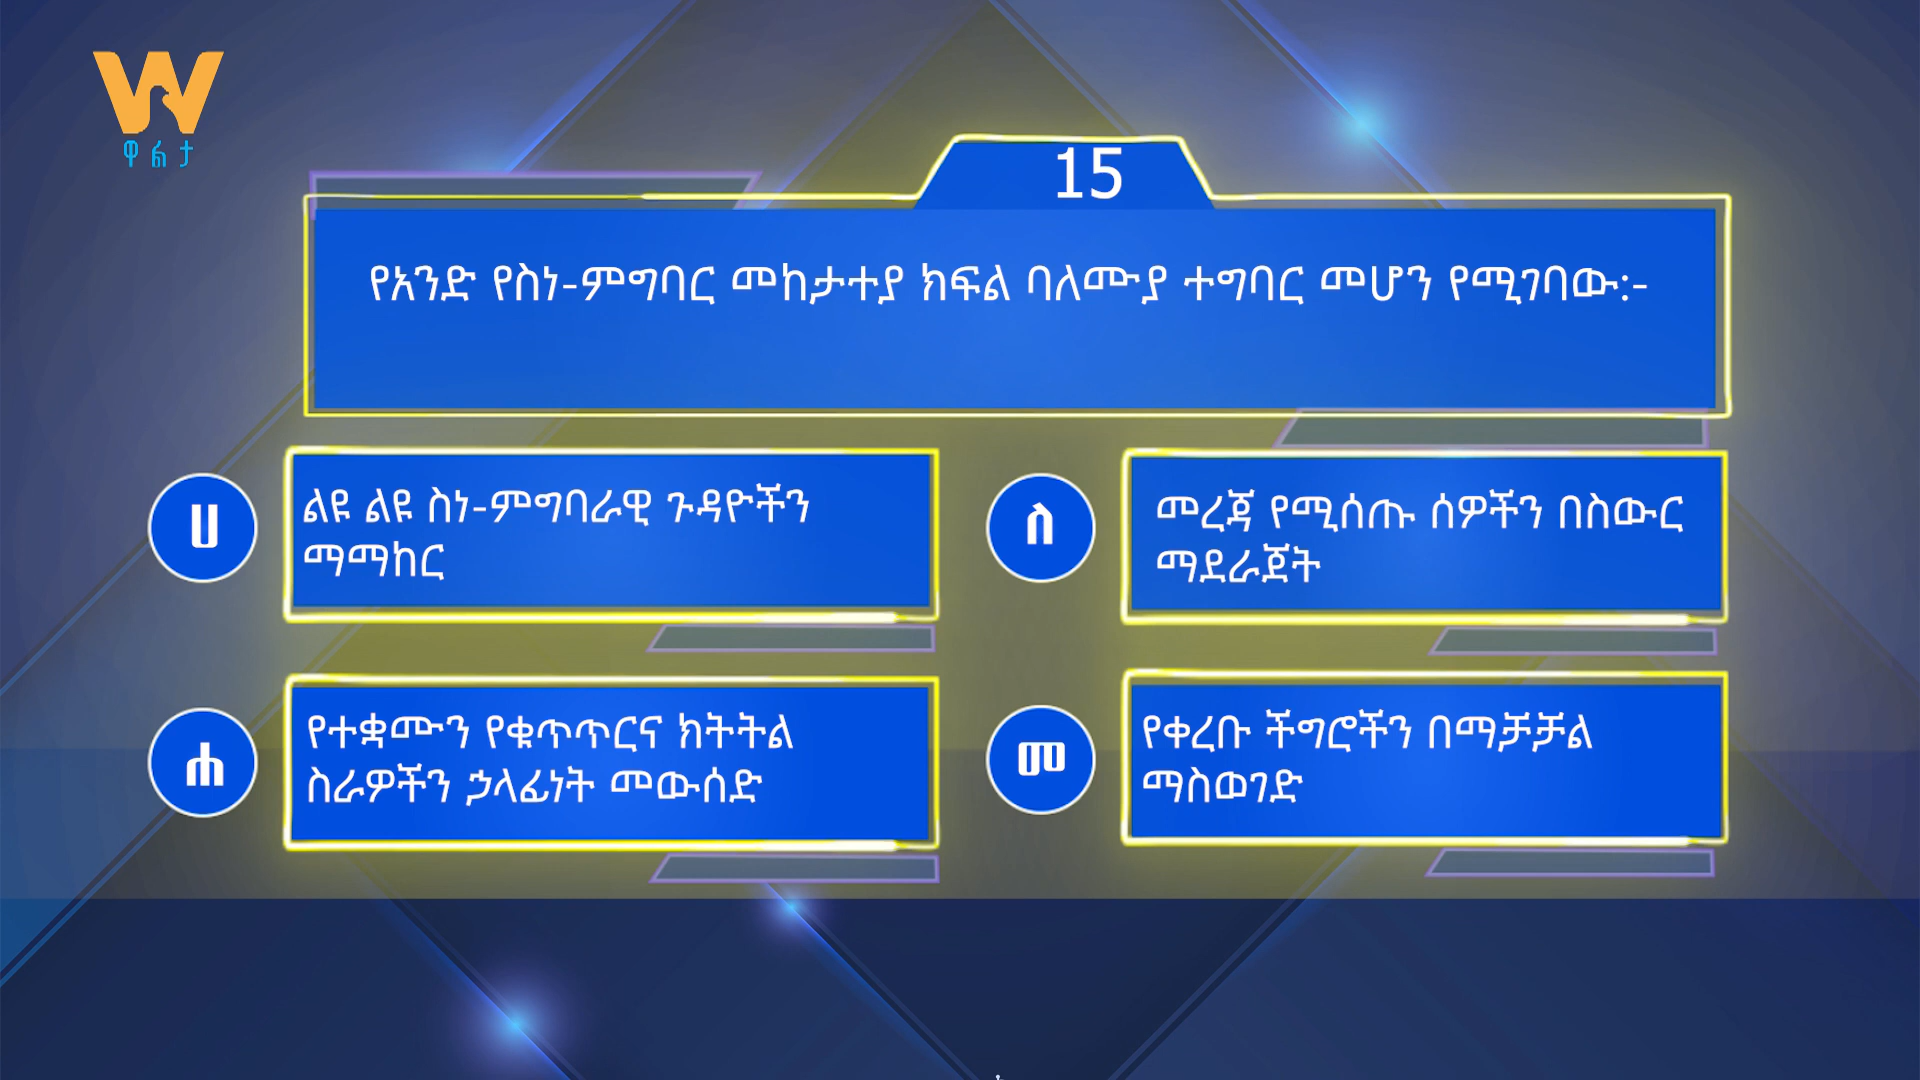 ዋልታ
15
የአንድ የስነ-ምግባር መከታተያ ክፍል ባለሙያ ተግባር መሆን የሚገባው:-
ሀ
ልዩ ልዩ ስነ-ምግባራዊ ጉዳዮችን
ማማከር
ለ
መረጃ የሚሰጡ ሰዎችን በስውር
ማደራጀት
ሐ
የተቋሙን የቁጥጥርና ክትትል
ስራዎችን ኃላፊነት መውሰድ
መ
የቀረቡ ችግሮችን በማቻቻል
ማስወገድ